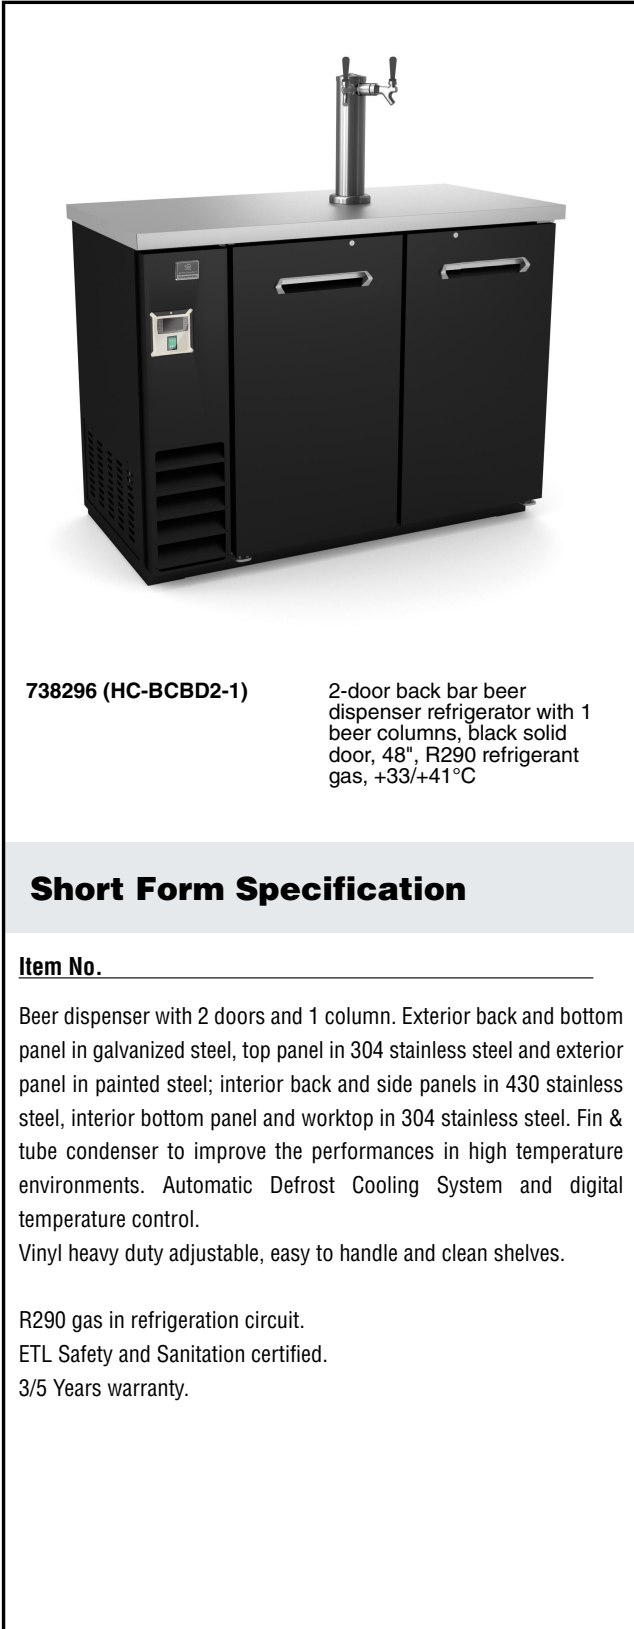 738296 (HC-BCBD2-1)
2-door back bar beer
dispenser refrigerator with 1
beer columns, black solid
door, 48", R290 refrigerant
gas, +33/+41°C
Short Form Specification
Item No.
Beer dispenser with 2 doors and 1 column. Exterior back and bottom
panel in galvanized steel, top panel in 304 stainless steel and exterior
panel in painted steel; interior back and side panels in 430 stainless
steel, interior bottom panel and worktop in 304 stainless steel. Fin &
tube condenser to improve the performances in high temperature
environments. Automatic Defrost Cooling System and digital
temperature control.
Vinyl heavy duty adjustable, easy to handle and clean shelves.
R290 gas in refrigeration circuit.
ETL Safety and Sanitation certified.
3/5 Years warranty.